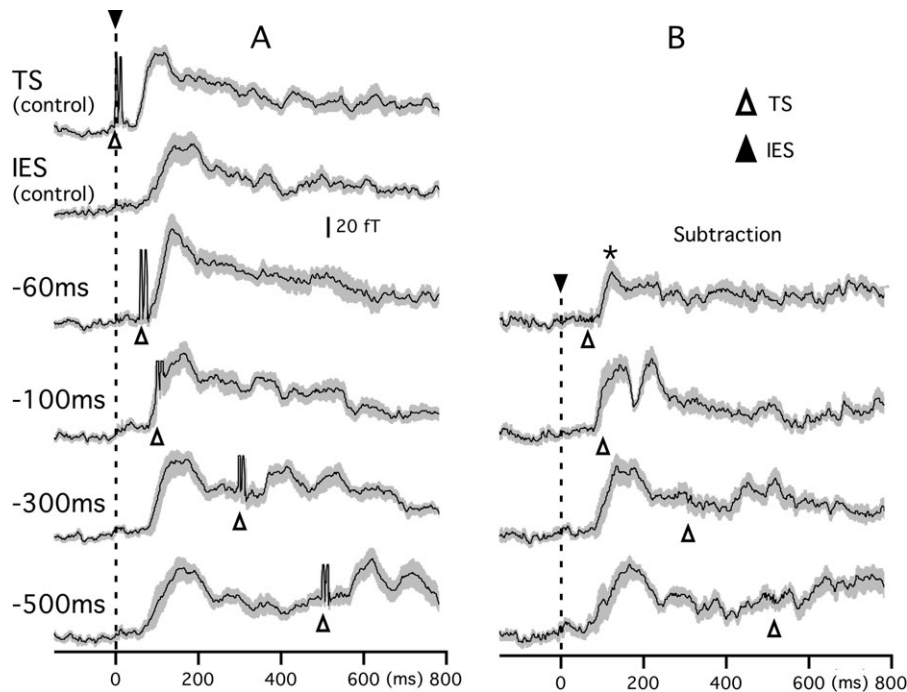 A
B
TS
(control)
TS
IES
IES
(control)
20 fT
Subtraction
-60ms
*
-100ms
-300ms
-500ms
0 200 400 600 (ms) 800
0 200 400 600 (ms) 800